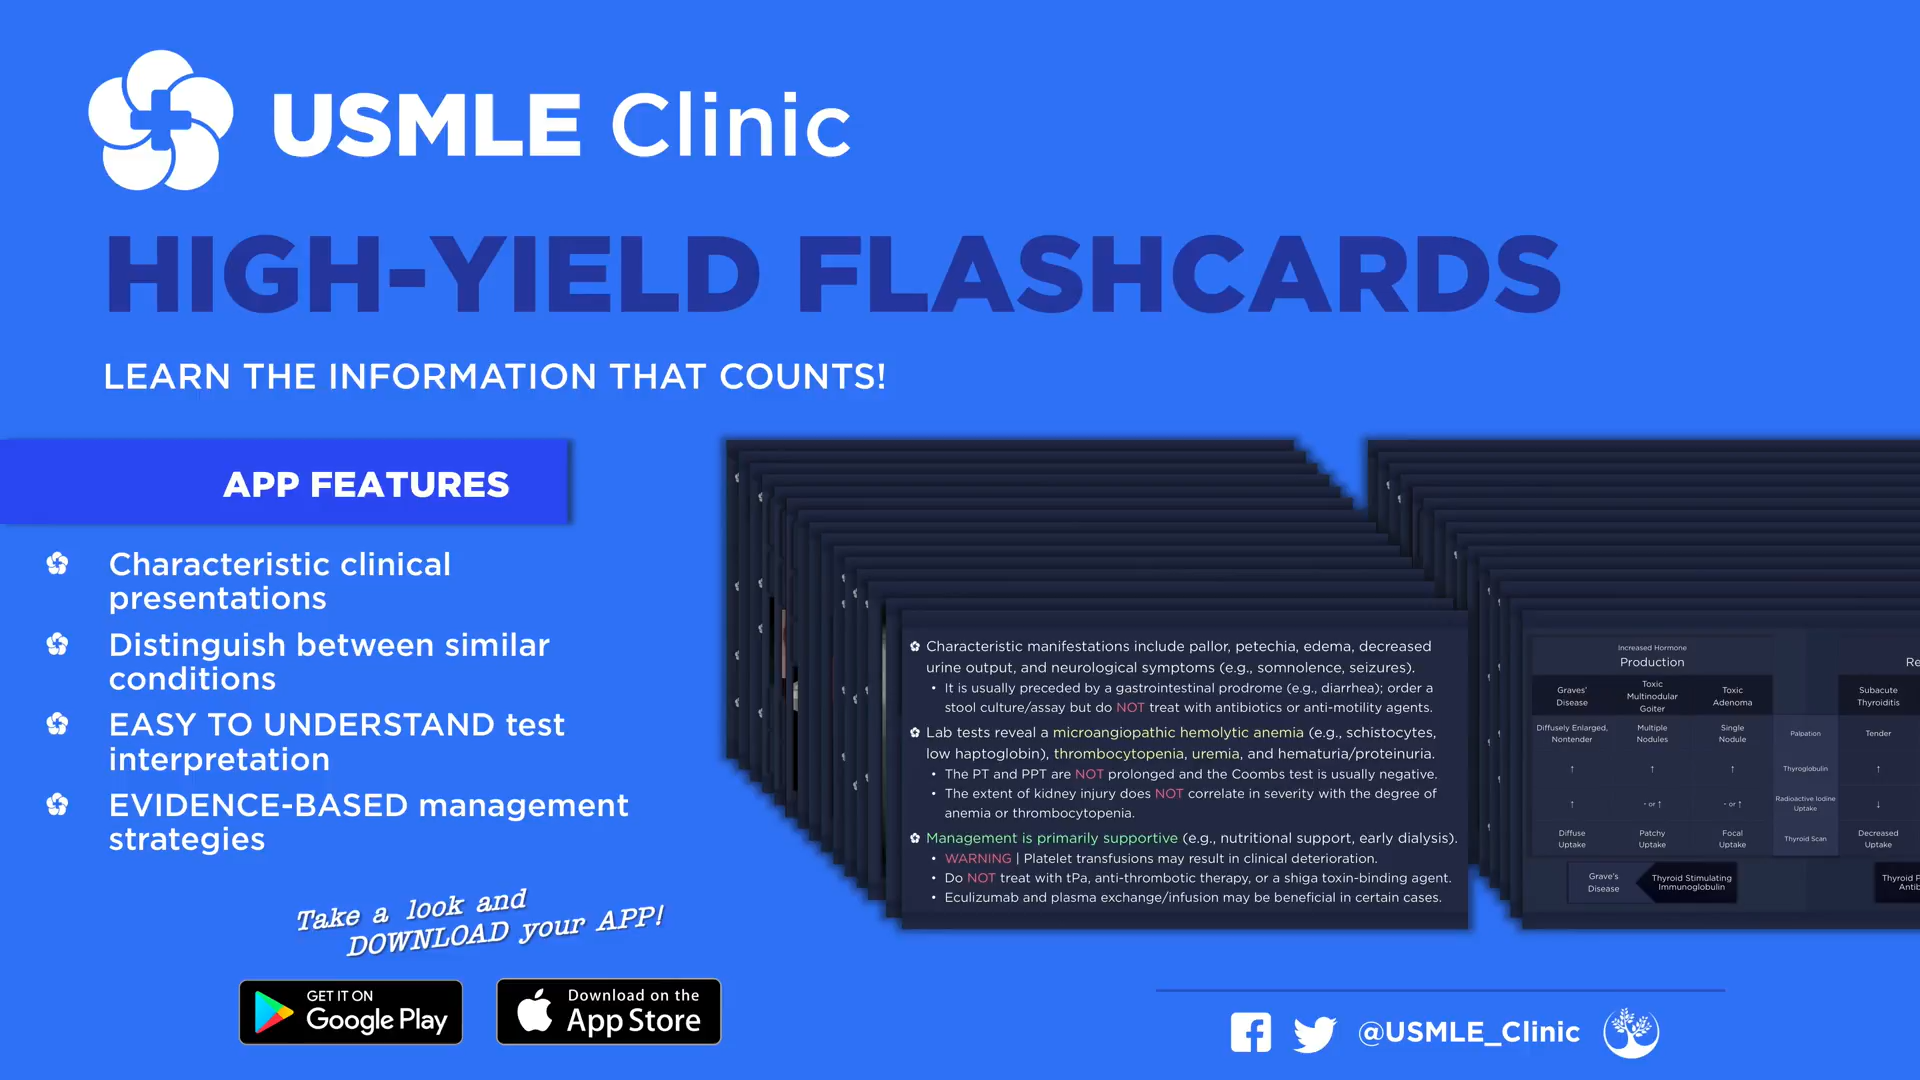 USMLE Clinic
HIGH-YIELD FLASHCARDS
LEARN THE INFORMATION THAT COUNTS!
APP FEATURES
Characteristic clinical
presentations
Distinguish between similar
conditions
EASY TO UNDERSTAND test
interpretation
EVIDENCE-BASED management
strategies
Take a look and
DOWNLOAD your APP!
GET IT ON
Google Play
Download on the
App Store
Characteristic manifestations include pallor, petechia, edema, decreased
urine output, and neurological symptoms (e.g., somnolence, seizures).
• It is usually preceded by a gastrointestinal prodrome (e.g., diarrhea); order a
stool culture/assay but do NOT treat with antibiotics or anti-motility agents.
Lab tests reveal a microangiopathic hemolytic anemia (e.g., schistocytes,
low haptoglobin), thrombocytopenia, uremia, and hematuria/proteinuria.
• The PT and PPT are NOT prolonged and the Coombs test is usually negative.
• The extent of kidney injury does NOT correlate in severity with the degree of
anemia or thrombocytopenia.
Management is primarily supportive (e.g., nutritional support, early dialysis).
• WARNING | Platelet transfusions may result in clinical deterioration.
• Do NOT treat with tPa, anti-thrombotic therapy, or a shiga toxin-binding agent.
• Eculizumab and plasma exchange/infusion may be beneficial in certain cases.
Increased Hormone
Production
Re
Graves' Disease
Toxic Multinodular Goiter
Toxic Adenoma
Subacute Thyroiditis
Diffusely Enlarged, Nontender
Multiple Nodules
Single Nodule
Palpation
Tender
↑ ↑ ↑ Thyroglobulin ↑
↑ - or ↑ - or ↑ Radioactive Iodine Uptake ↓
Diffuse Uptake
Patchy Uptake
Focal Uptake
Thyroid Scan
Decreased Uptake
Grave's Disease
Thyroid Stimulating Immunoglobulin
Thyroid P
Antib
@USMLE_Clinic